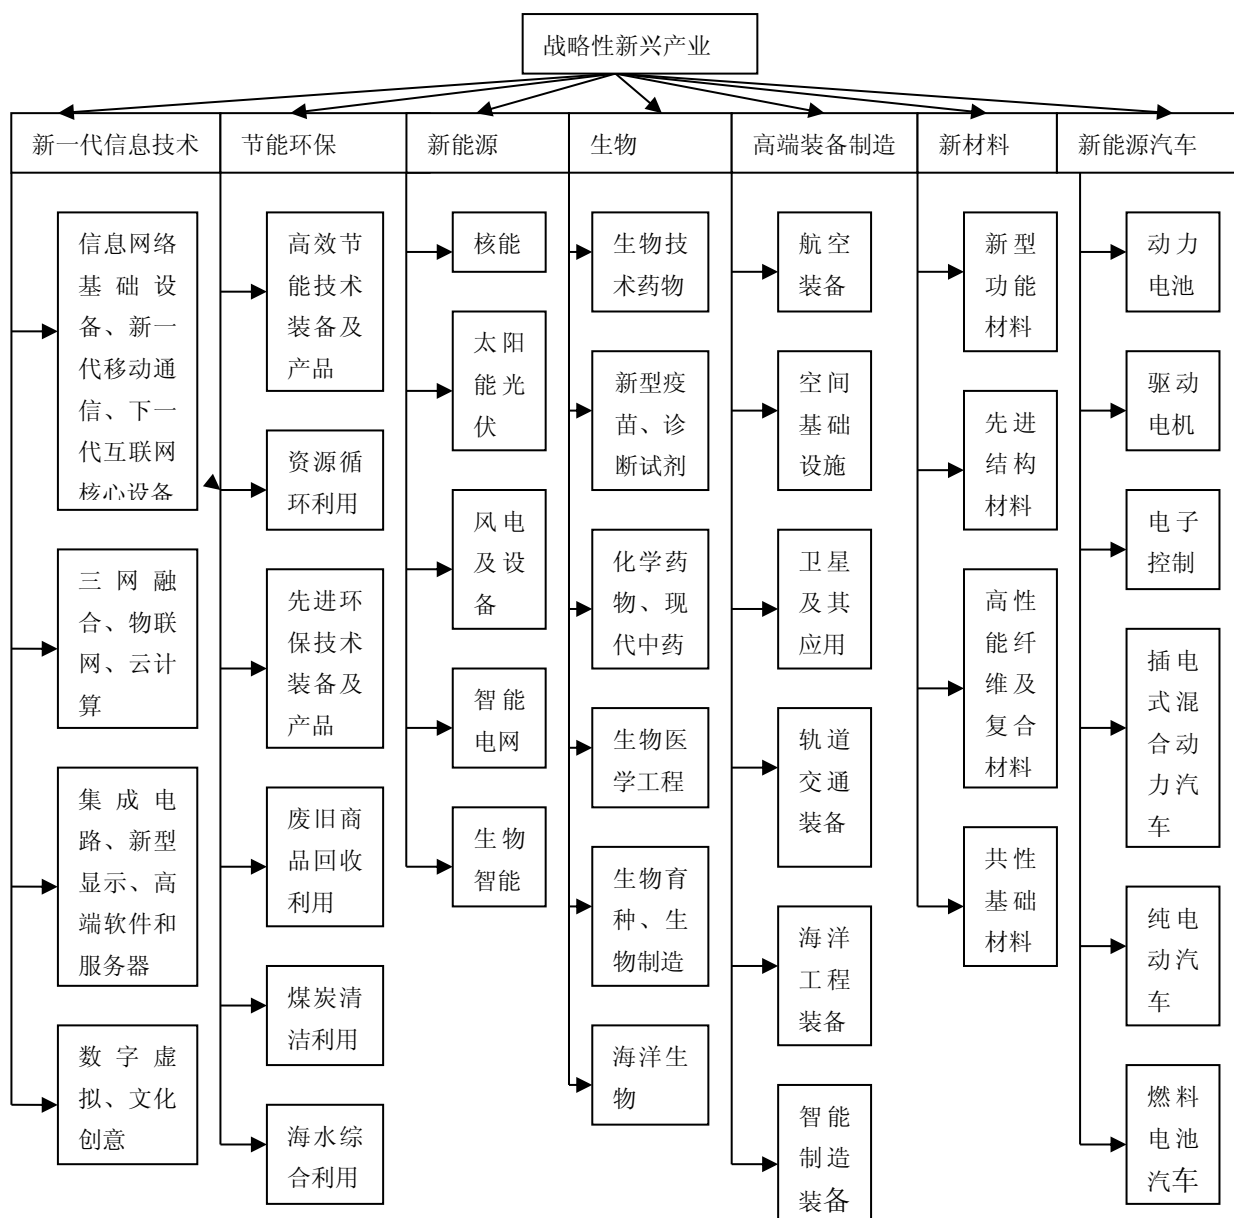 战略性新兴产业
新一代信息技术
节能环保
新能源
生物
高端装备制造
新材料
新能源汽车
信息网络
基础设
备、新一
代移动通
信、下一
代互联网
核心设备
三网融
合、物联
网、云计
算
集成电
路、新型
显示、高
端软件和
服务器
数字虚
拟、文化
创意
高效节
能技术
装备及
产品
资源循
环利用
先进环
保技术
装备及
产品
废旧商
品回收
利用
煤炭清
洁利用
海水综
合利用
核能
太阳
能光
伏
风电
及设
备
智能
电网
生物
智能
生物技
术药物
新型疫
苗、诊
断试剂
化学药
物、现
代中药
生物医
学工程
生物育
种、生
物制造
海洋生
物
航空
装备
空间
基础
设施
卫星
及其
应用
轨道
交通
装备
海洋
工程
装备
智能
制造
装备
新型
功能
材料
先进
结构
材料
高性
能纤
维及
复合
材料
共性
基础
材料
动力
电池
驱动
电机
电子
控制
插电
式混
合动
力汽
车
纯电
动汽
车
燃料
电池
汽车